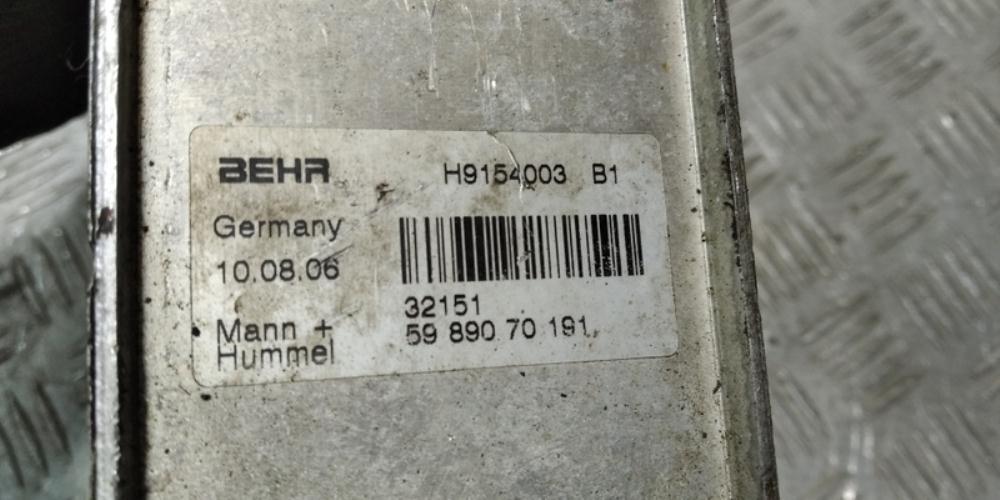 BEHR H9154003 B1
Germany
10.08.06
32151
Mann + 59 890 70 191
Hummel